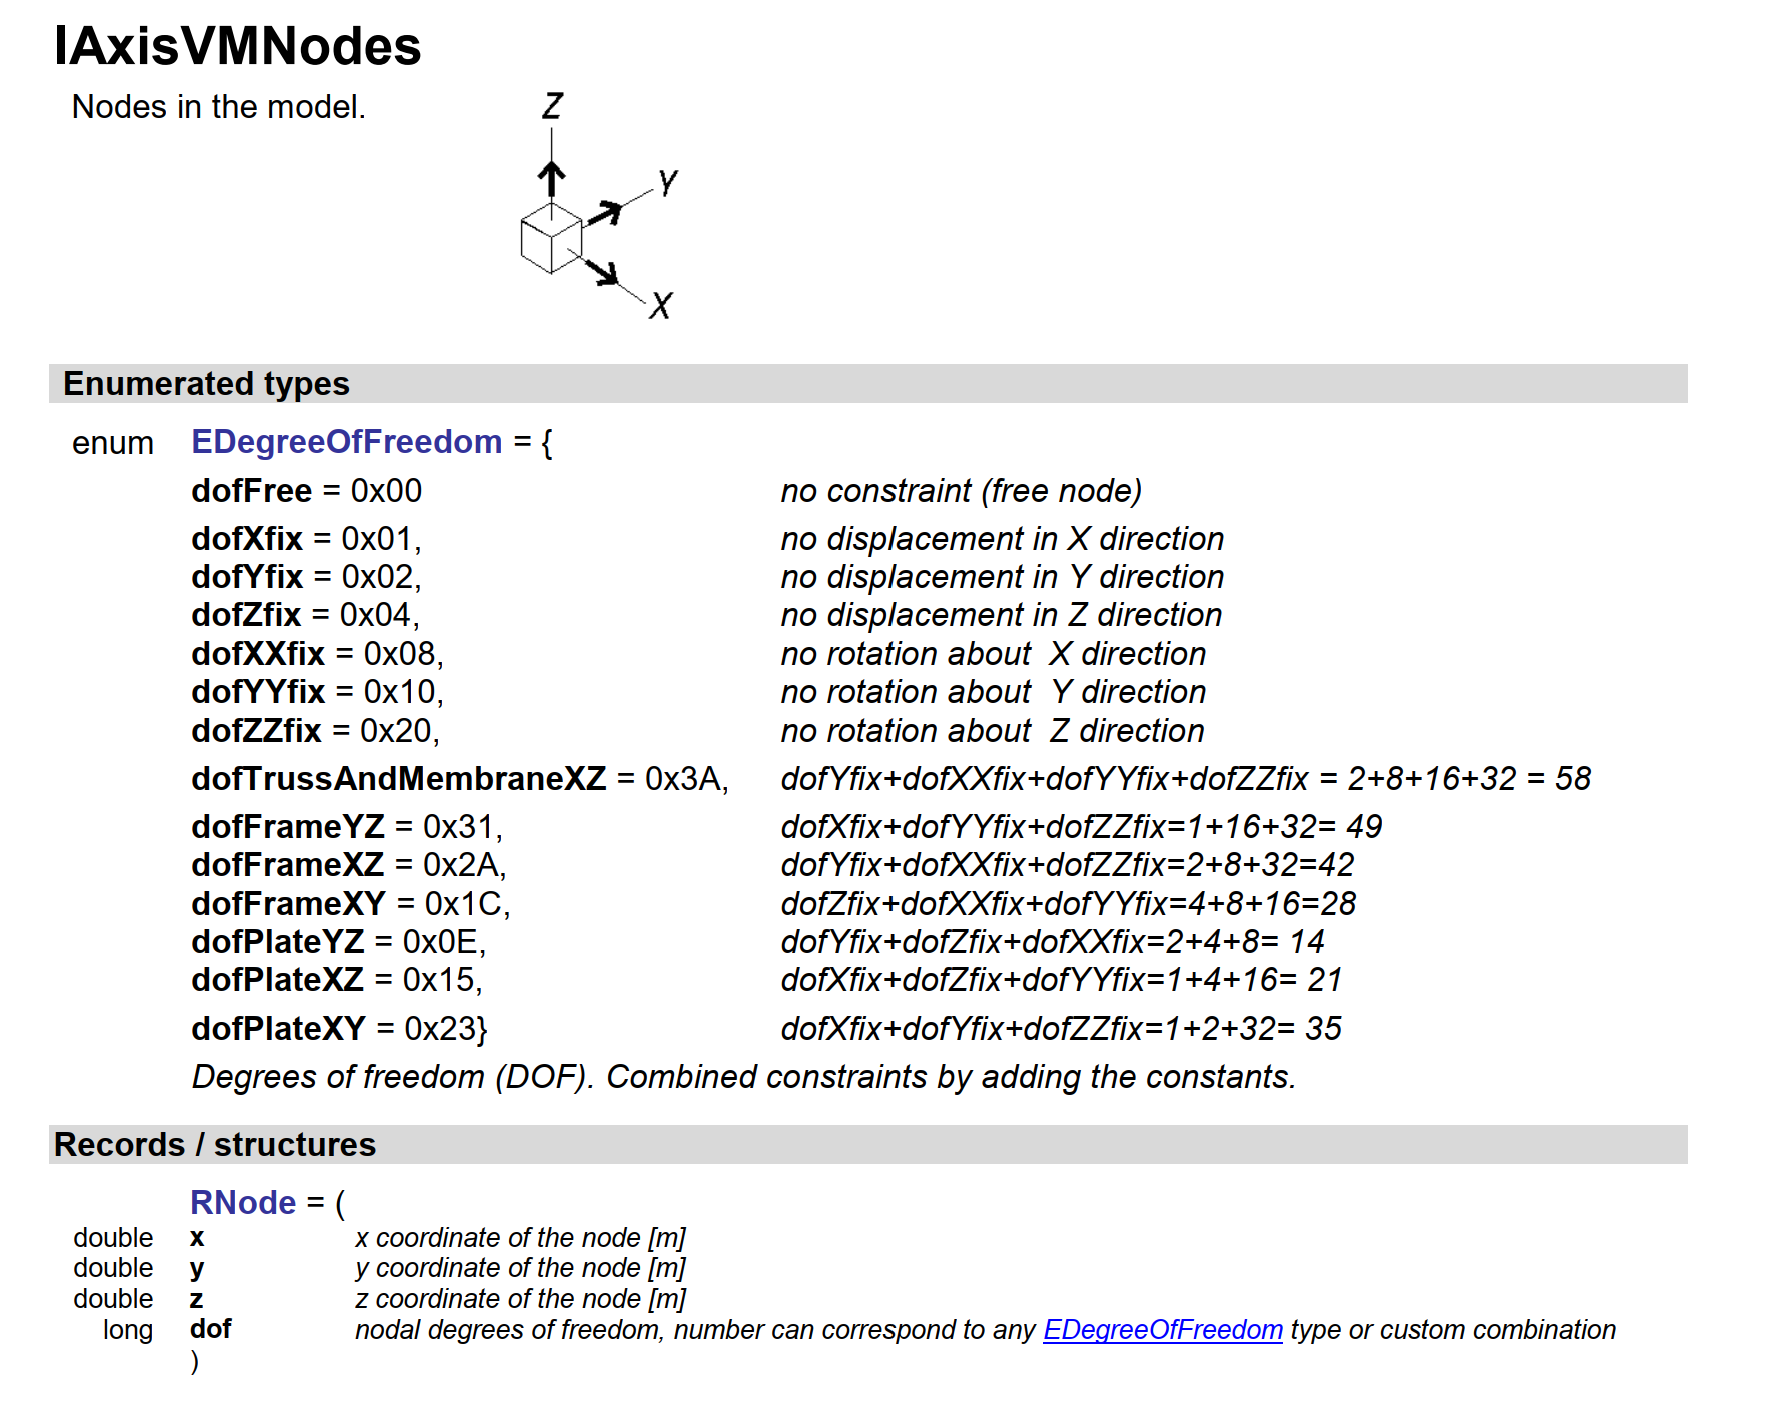 IAxisVMNodes
Nodes in the model.
Z
Y
X
Enumerated types
enum EDegreeOfFreedom = {
dofFree = 0x00 no constraint (free node)
dofXfix = 0x01, no displacement in X direction
dofYfix = 0x02, no displacement in Y direction
dofZfix = 0x04, no displacement in Z direction
dofXXfix = 0x08, no rotation about  X direction
dofYYfix = 0x10, no rotation about  Y direction
dofZZfix = 0x20, no rotation about  Z direction
dofTrussAndMembraneXZ = 0x3A, dofYfix+dofXXfix+dofYYfix+dofZZfix = 2+8+16+32 = 58
dofFrameYZ = 0x31, dofXfix+dofYYfix+dofZZfix=1+16+32= 49
dofFrameXZ = 0x2A, dofYfix+dofXXfix+dofZZfix=2+8+32=42
dofFrameXY = 0x1C, dofZfix+dofXXfix+dofYYfix=4+8+16=28
dofPlateYZ = 0x0E, dofYfix+dofZfix+dofXXfix=2+4+8= 14
dofPlateXZ = 0x15, dofXfix+dofZfix+dofYYfix=1+4+16= 21
dofPlateXY = 0x23} dofXfix+dofYfix+dofZZfix=1+2+32= 35
Degrees of freedom (DOF). Combined constraints by adding the constants.
Records / structures
RNode = (
double x x coordinate of the node [m]
double y y coordinate of the node [m]
double z z coordinate of the node [m]
long dof nodal degrees of freedom, number can correspond to any EDegreeOfFreedom type or custom combination
)